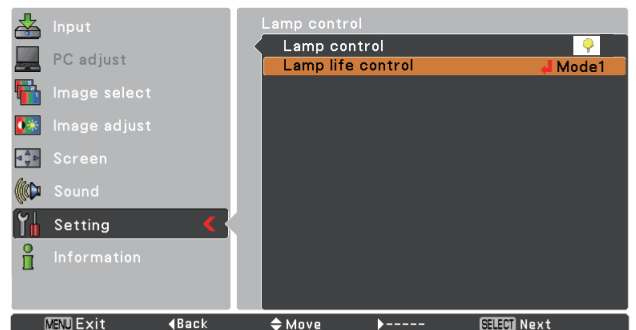 Input
PC adjust
Image select
Image adjust
Screen
Sound
Setting
Information
Lamp control
Lamp control
Lamp life control Mode1
MENU Exit Back Move ----- SELECT Next